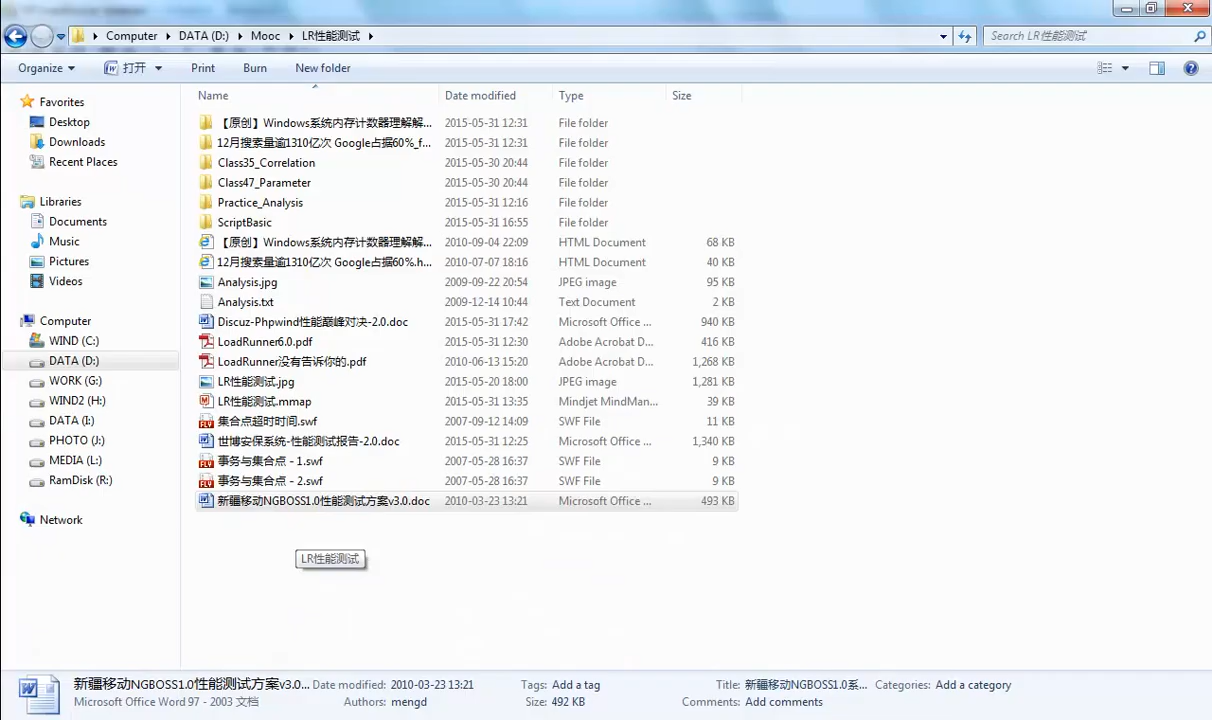 Computer ▸ DATA (D:) ▸ Mooc ▸ LR性能测试 ▸ Search LR性能测试
Organize 打开 Print Burn New folder
Name Date modified Type Size
Favorites
Desktop
Downloads
Recent Places
Libraries
Documents
Music
Pictures
Videos
Computer
WIND (C:)
DATA (D:)
WORK (G:)
WIND2 (H:)
DATA (I:)
PHOTO (J:)
MEDIA (L:)
RamDisk (R:)
Network
【原创】Windows系统内存计数器理解解... 2015-05-31 12:31 File folder
12月搜素量逾1310亿次 Google占据60%_f... 2015-05-31 12:31 File folder
Class35_Correlation 2015-05-30 20:44 File folder
Class47_Parameter 2015-05-30 20:44 File folder
Practice_Analysis 2015-05-31 12:16 File folder
ScriptBasic 2015-05-31 16:55 File folder
【原创】Windows系统内存计数器理解解... 2010-09-04 22:09 HTML Document 68 KB
12月搜素量逾1310亿次 Google占据60%.h... 2010-07-07 18:16 HTML Document 40 KB
Analysis.jpg 2009-09-22 20:54 JPEG image 95 KB
Analysis.txt 2009-12-14 10:44 Text Document 2 KB
Discuz-Phpwind性能巅峰对决-2.0.doc 2015-05-31 17:42 Microsoft Office ... 940 KB
LoadRunner6.0.pdf 2015-05-31 12:30 Adobe Acrobat D... 416 KB
LoadRunner没有告诉你的.pdf 2010-06-13 15:20 Adobe Acrobat D... 1,268 KB
LR性能测试.jpg 2015-05-20 18:00 JPEG image 1,281 KB
LR性能测试.mmap 2015-05-31 13:35 Mindjet MindMan... 39 KB
集合点超时时间.swf 2007-09-12 14:09 SWF File 11 KB
世博安保系统-性能测试报告-2.0.doc 2015-05-31 12:25 Microsoft Office ... 1,340 KB
事务与集合点 - 1.swf 2007-05-28 16:37 SWF File 9 KB
事务与集合点 - 2.swf 2007-05-28 16:37 SWF File 9 KB
新疆移动NGBOSS1.0性能测试方案v3.0.doc 2010-03-23 13:21 Microsoft Office ... 493 KB
LR性能测试
新疆移动NGBOSS1.0性能测试方案v3.0... Date modified: 2010-03-23 13:21 Tags: Add a tag Title: 新疆移动NGBOSS1.0系... Categories: Add a category
Microsoft Office Word 97 - 2003 文档 Authors: mengd Size: 492 KB Comments: Add comments